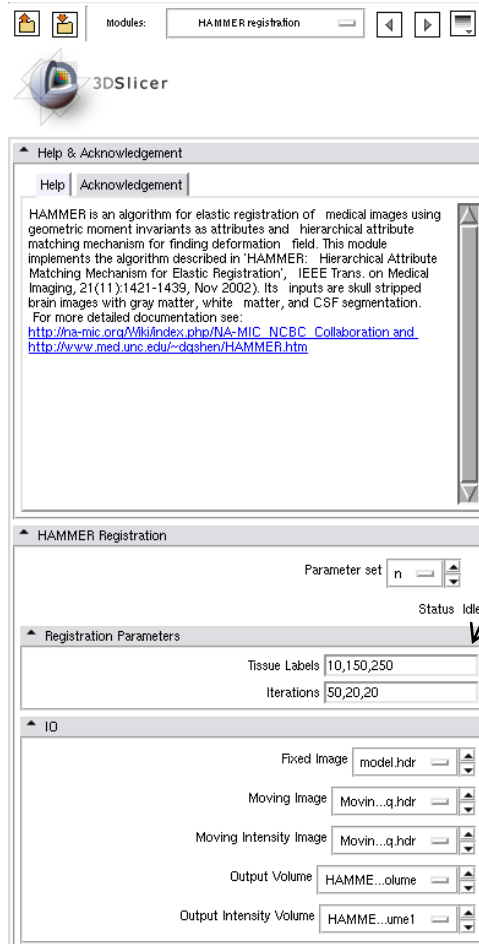 Modules: HAMMER registration
3DSlicer
Help & Acknowledgement
Help Acknowledgement
HAMMER is an algorithm for elastic registration of medical images using
geometric moment invariants as attributes and hierarchical attribute
matching mechanism for finding deformation field. This module
implements the algorithm described in 'HAMMER: Hierarchical Attribute
Matching Mechanism for Elastic Registration', IEEE Trans. on Medical
Imaging, 21(11):1421-1439, Nov 2002). Its inputs are skull stripped
brain images with gray matter, white matter, and CSF segmentation.
For more detailed documentation see:
http://na-mic.org/Wiki/index.php/NA-MIC_NCBC_Collaboration and
http://www.med.unc.edu/~dgshen/HAMMER.htm
HAMMER Registration
Parameter set n
Status Idle
Registration Parameters
Tissue Labels 10,150,250
Iterations 50,20,20
IO
Fixed Image model.hdr
Moving Image Movin...q.hdr
Moving Intensity Image Movin...q.hdr
Output Volume HAMME...olume
Output Intensity Volume HAMME...ume1